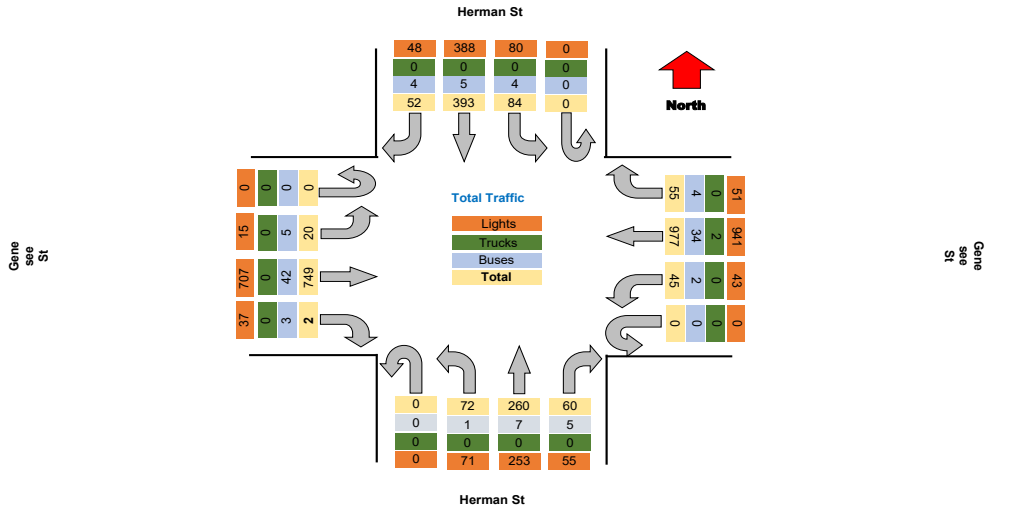 Herman St
48 388 80 0
0 0 0 0
4 5 4 0
52 393 84 0
North
0 0 0 0
15 0 5 20
707 0 42 749
37 0 3 2
Gene
see
St
Total Traffic
Lights
Trucks
Buses
Total
55 4 0 51
977 34 2 941
45 2 0 43
0 0 0 0
Gene
see
St
0 72 260 60
0 1 7 5
0 0 0 0
0 71 253 55
Herman St